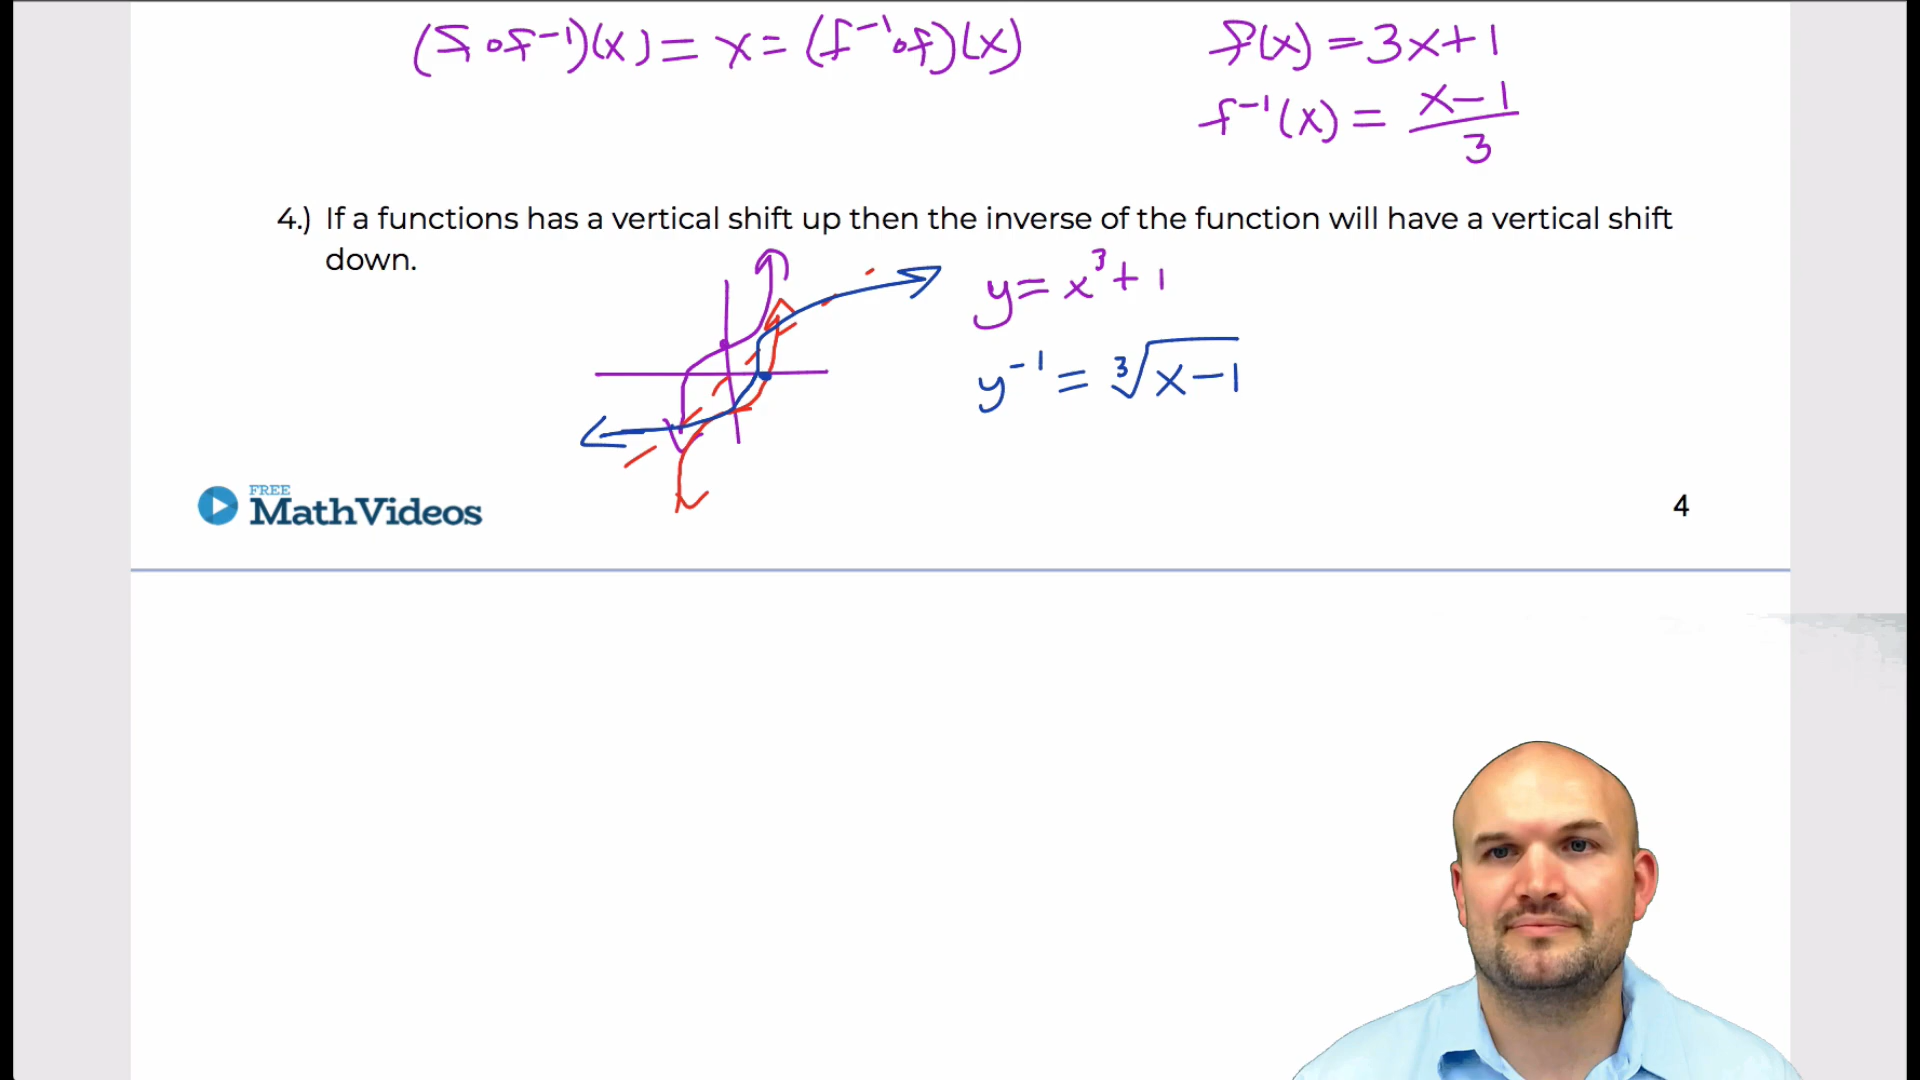 (f ∘ f⁻¹)(x) = x = (f⁻¹ ∘ f)(x)
f(x) = 3x + 1
f⁻¹(x) = (x − 1)/3
4.) If a functions has a vertical shift up then the inverse of the function will have a vertical shift
down.
y = x³ + 1
y⁻¹ = ∛(x − 1)
FREE
MathVideos
4